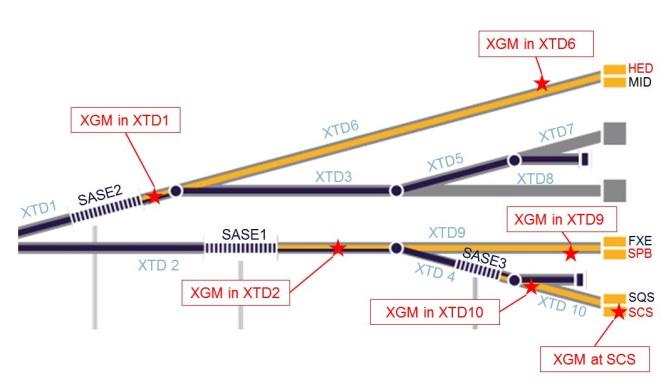 XGM in XTD6
HED
MID
XGM in XTD1
XTD6
XTD7
XTD5
SASE2
XTD3
XTD8
XTD1
XGM in XTD9
SASE1
XTD9
FXE
SPB
SASE3
XTD 2
XTD 4
XGM in XTD2
SQS
XTD 10
SCS
XGM in XTD10
XGM at SCS